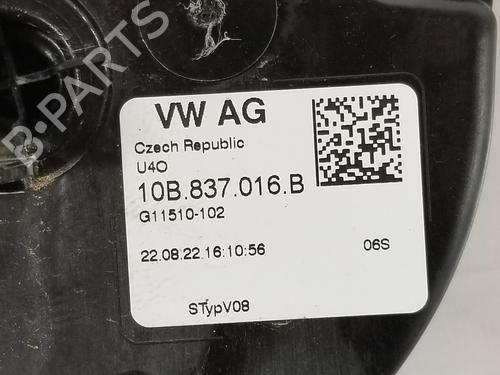 VW AG
Czech Republic
U4O
10B.837.016.B
G11510-102
22.08.22 16:10:56
06S
STypV08
B-PARTS